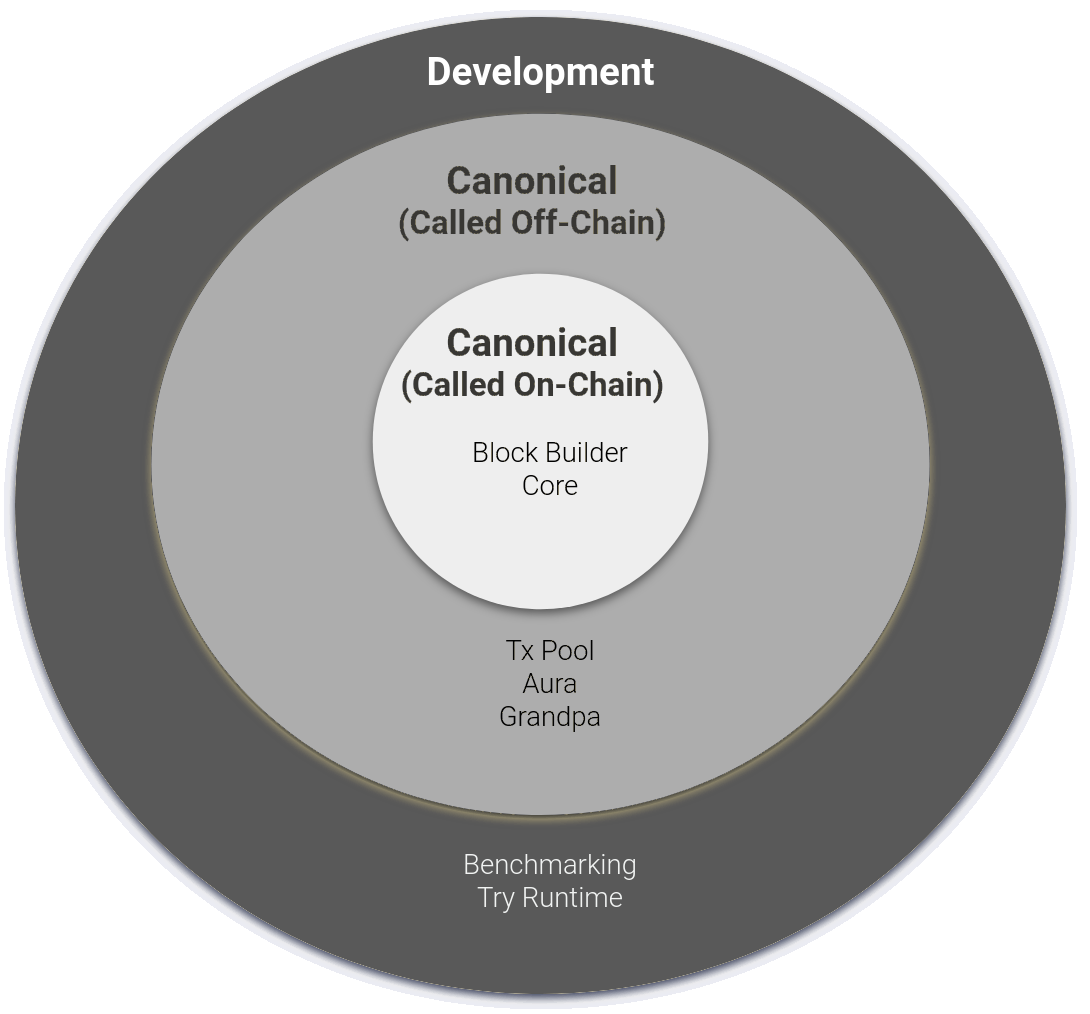 Development
Canonical
(Called Off-Chain)
Canonical
(Called On-Chain)
Block Builder
Core
Tx Pool
Aura
Grandpa
Benchmarking
Try Runtime